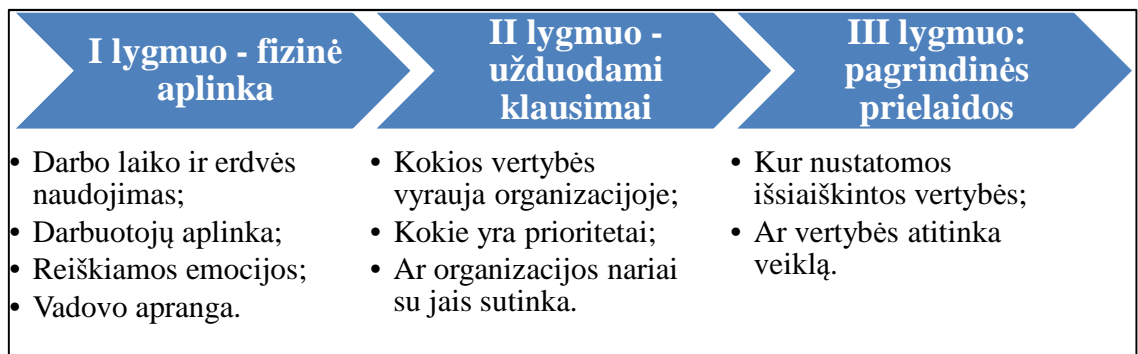 I lygmuo - fizinė
aplinka
• Darbo laiko ir erdvės
naudojimas;
• Darbuotojų aplinka;
• Reiškiamos emocijos;
• Vadovo apranga.
II lygmuo -
užduodami
klausimai
• Kokios vertybės
vyrauja organizacijoje;
• Kokie yra prioritetai;
• Ar organizacijos nariai
su jais sutinka.
III lygmuo:
pagrindinės
prielaidos
• Kur nustatomos
išsiaiškintos vertybės;
• Ar vertybės atitinka
veiklą.